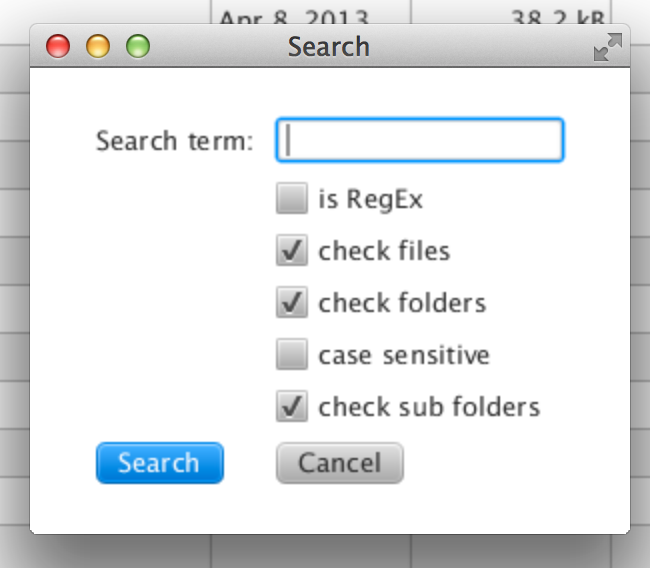 Apr 8, 2013 38.2 kB
Search
Search term:
is RegEx
check files
check folders
case sensitive
check sub folders
Search Cancel